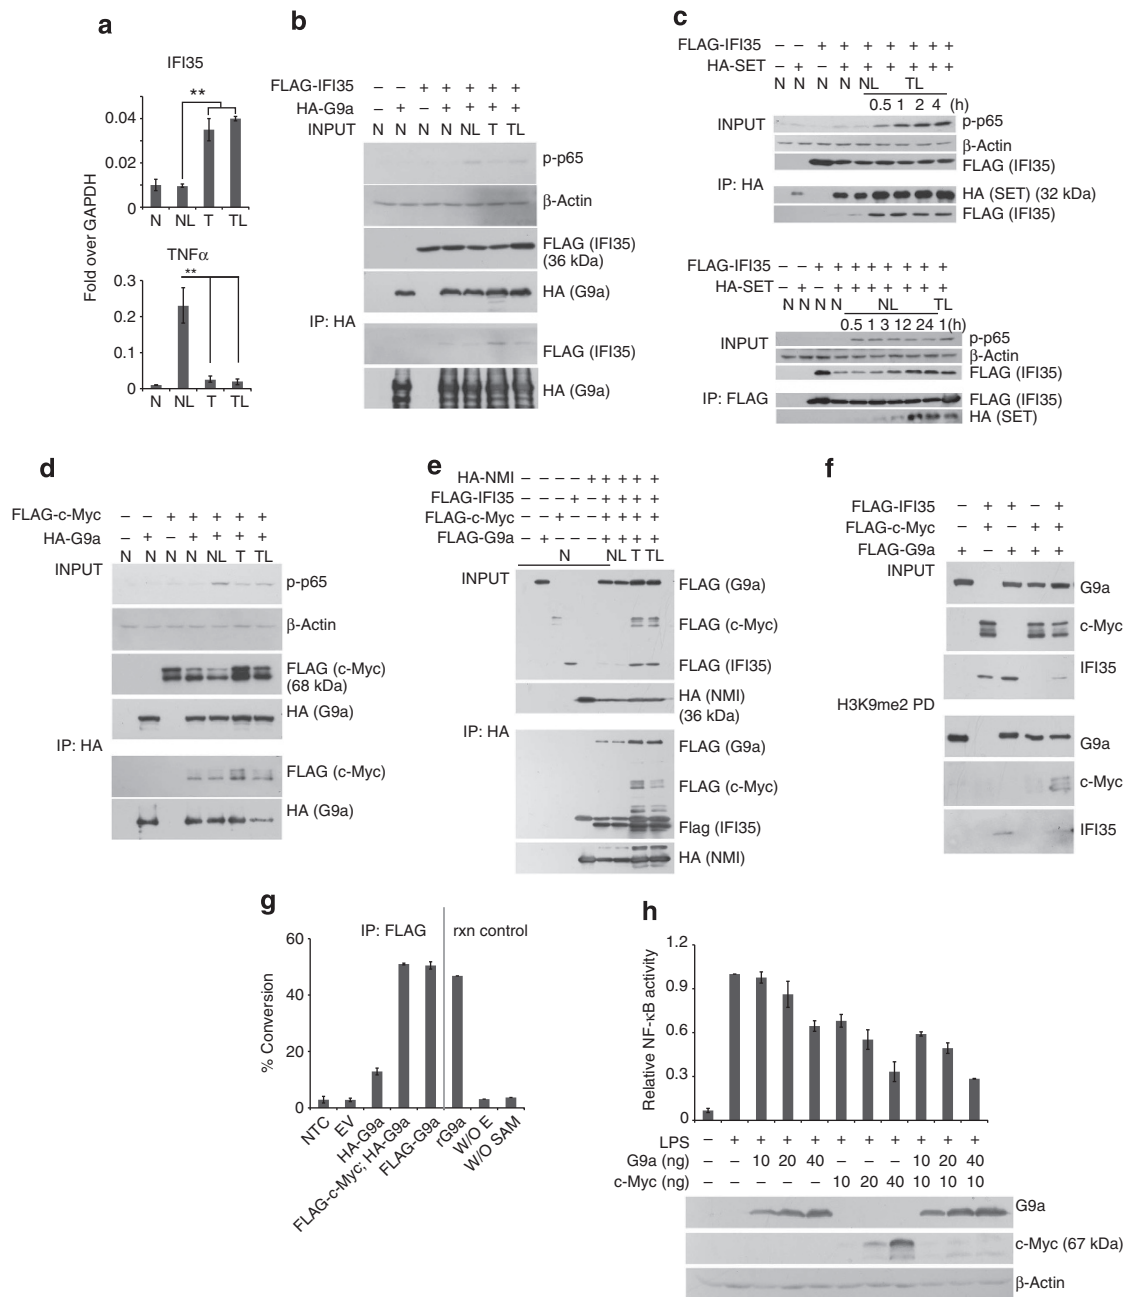 a
IFI35
**
0.04
0.02
0
N NL T TL
TNFα
**
0.3
0.2
0.1
0
N NL T TL
Fold over GAPDH
b
FLAG-IFI35 – – + + + + +
HA-G9a – + – + + + +
INPUT N N N N NL T TL
p-p65
β-Actin
FLAG (IFI35)
(36 kDa)
HA (G9a)
IP: HA
FLAG (IFI35)
HA (G9a)
c
FLAG-IFI35 – – + + + + + + +
HA-SET – + – + + + + + +
N N N N NL TL
0.5 1 2 4 (h)
INPUT
p-p65
β-Actin
FLAG (IFI35)
IP: HA
HA (SET) (32 kDa)
FLAG (IFI35)
FLAG-IFI35 – – + + + + + + + +
HA-SET – + – + + + + + + +
N N N N NL TL
0.5 1 3 12 24 1(h)
INPUT
p-p65
β-Actin
FLAG (IFI35)
IP: FLAG
FLAG (IFI35)
HA (SET)
d
FLAG-c-Myc – – + + + + +
HA-G9a – + – + + + +
N N N N NL T TL
INPUT
p-p65
β-Actin
FLAG (c-Myc)
(68 kDa)
HA (G9a)
IP: HA
FLAG (c-Myc)
HA (G9a)
e
HA-NMI – – – – + + + + +
FLAG-IFI35 – – – + – + + + +
FLAG-c-Myc – – + – – + + + +
FLAG-G9a – + – – – + + + +
N NL T TL
INPUT
FLAG (G9a)
FLAG (c-Myc)
FLAG (IFI35)
HA (NMI)
(36 kDa)
IP: HA
FLAG (G9a)
FLAG (c-Myc)
Flag (IFI35)
HA (NMI)
f
FLAG-IFI35 – + + – +
FLAG-c-Myc – + – + +
FLAG-G9a + – + + +
INPUT
G9a
c-Myc
IFI35
H3K9me2 PD
G9a
c-Myc
IFI35
g
IP: FLAG rxn control
% Conversion
60
40
20
0
NTC
EV
HA-G9a
FLAG-c-Myc; HA-G9a
FLAG-G9a
rG9a
W/O E
W/O SAM
h
Relative NF-κB activity
1.2
0.9
0.6
0.3
0
LPS – + + + + + + + + + +
G9a (ng) – – 10 20 40 – – – 10 20 40
c-Myc (ng) – – – – – 10 20 40 10 10 10
G9a
c-Myc (67 kDa)
β-Actin